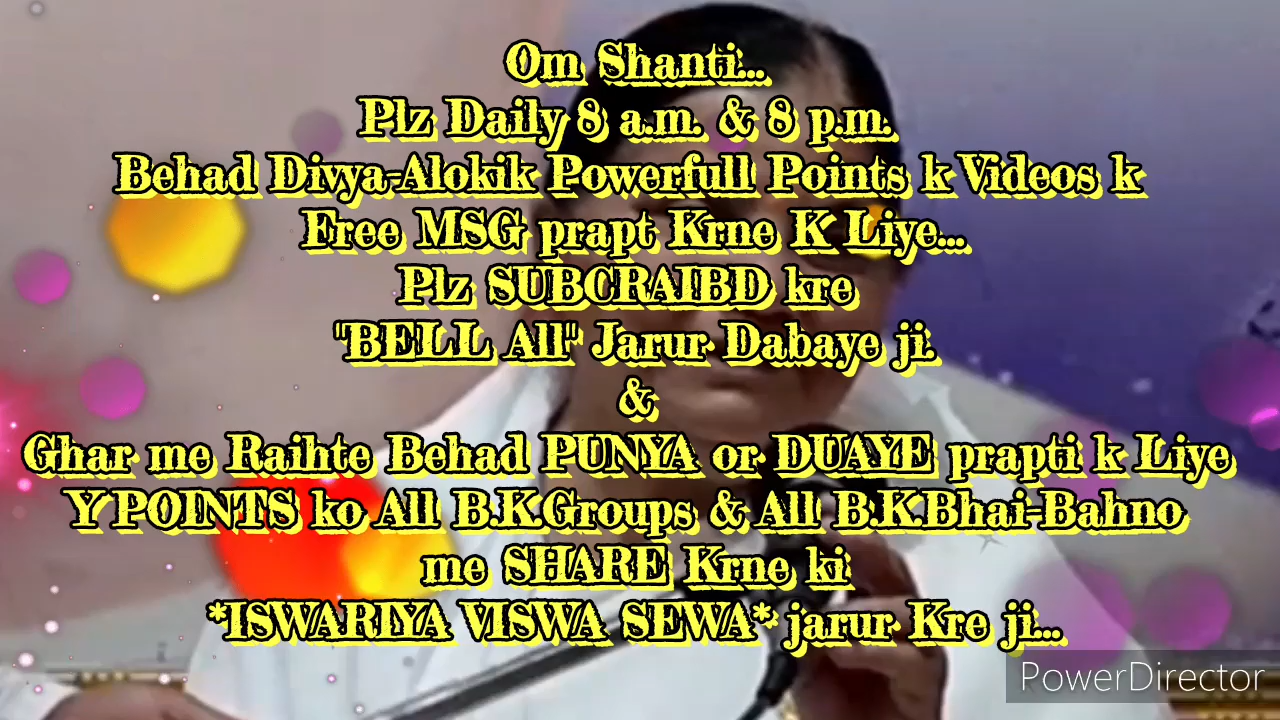 Om Shanti...
Plz Daily 8 a.m. & 8 p.m.
Behad Divya-Alokik Powerfull Points k Videos k
Free MSG prapt Krne K Liye...
Plz SUBCRAIBD kre
"BELL All" Jarur Dabaye ji.
&
Ghar me Raihte Behad PUNYA or DUAYE prapti k Liye
Y POINTS ko All B.K.Groups & All B.K.Bhai-Bahno
me SHARE Krne ki
*ISWARIYA VISWA SEWA* jarur Kre ji...
PowerDirector